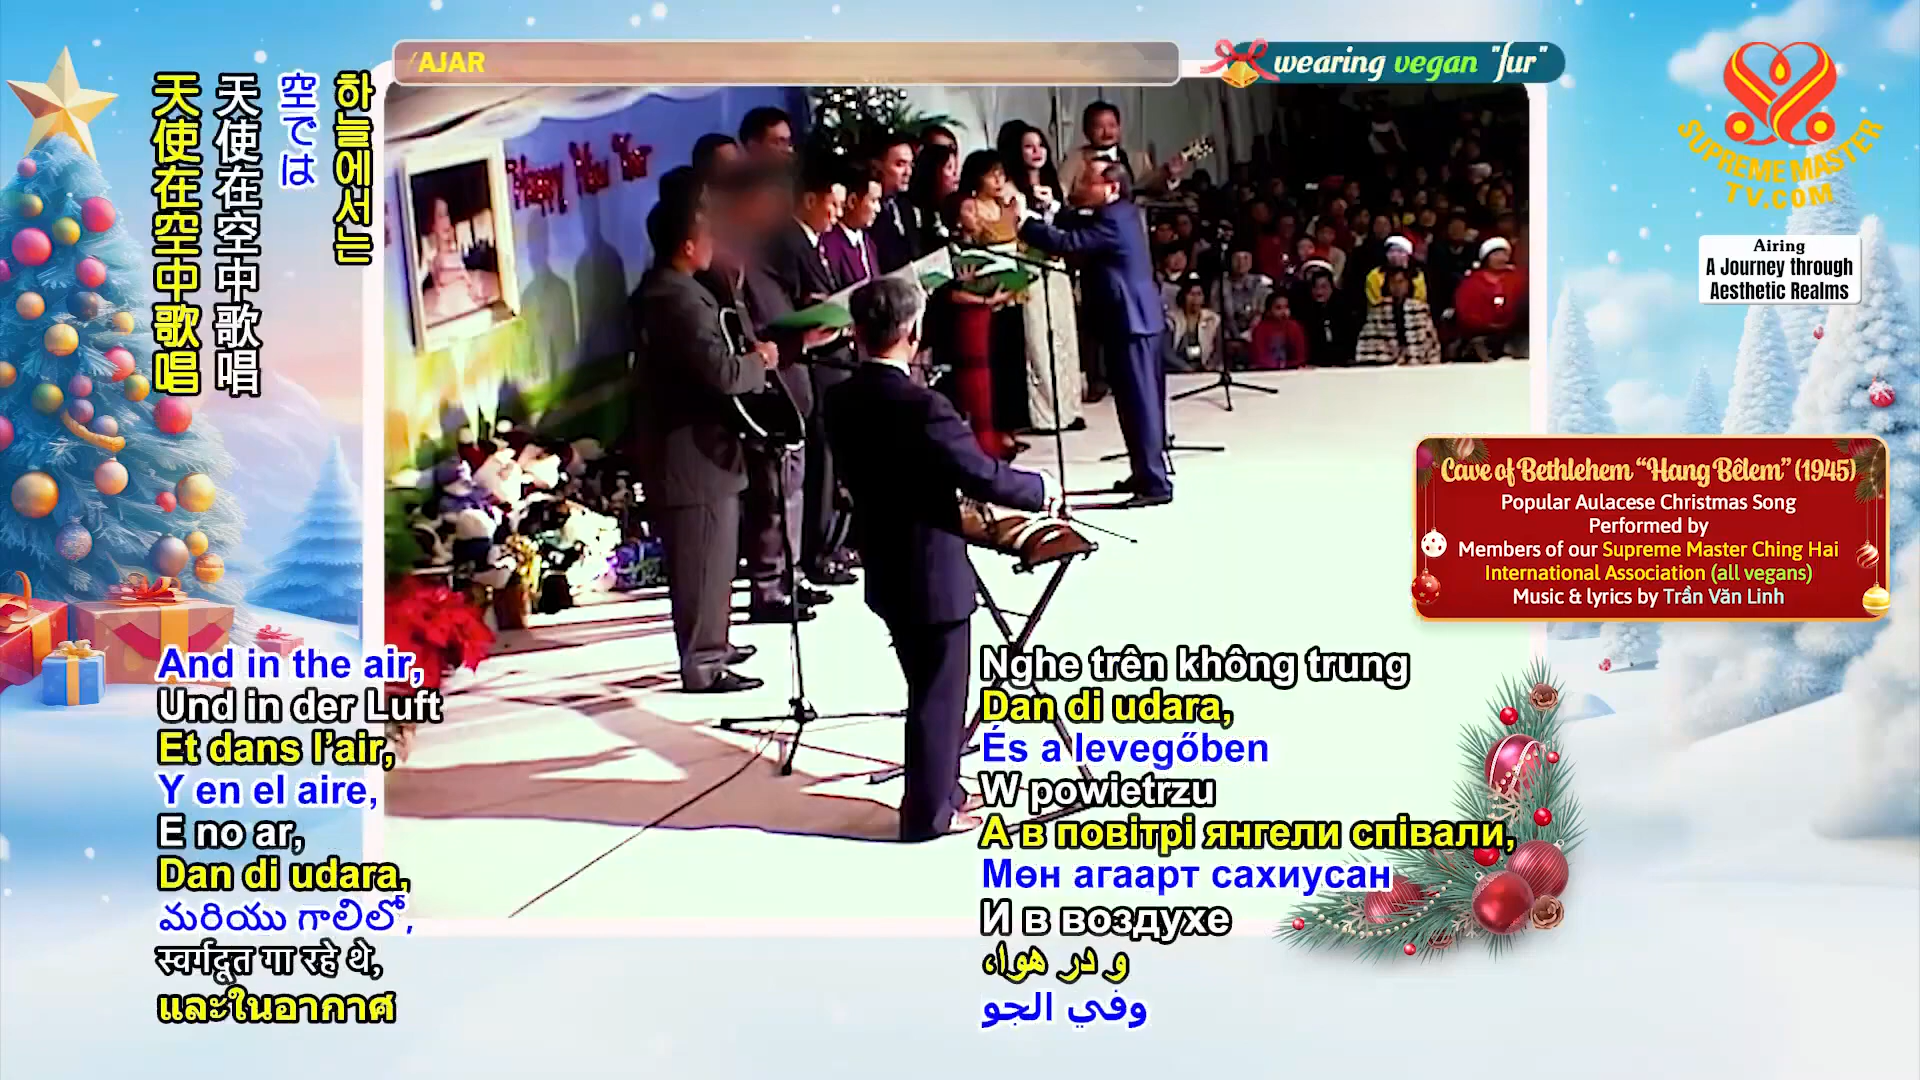 AJAR
wearing vegan "fur"
SUPREME MASTER
TV.COM
Airing
A Journey through
Aesthetic Realms
하늘에서는
空では
天使在空中歌唱
天使在空中歌唱
Happy New Year
Cave of Bethlehem “Hang Bêlem” (1945)
Popular Aulacese Christmas Song
Performed by
Members of our Supreme Master Ching Hai
International Association (all vegans)
Music & lyrics by Trần Văn Linh
And in the air,
Und in der Luft
Et dans l’air,
Y en el aire,
E no ar,
Dan di udara,
మరియు గాలిలో,
स्वर्गदूत गा रहे थे,
และในอากาศ
Nghe trên không trung
Dan di udara,
És a levegőben
W powietrzu
А в повітрі янгели співали,
Мөн агаарт сахиусан
И в воздухе
و در هوا،
وفي الجو